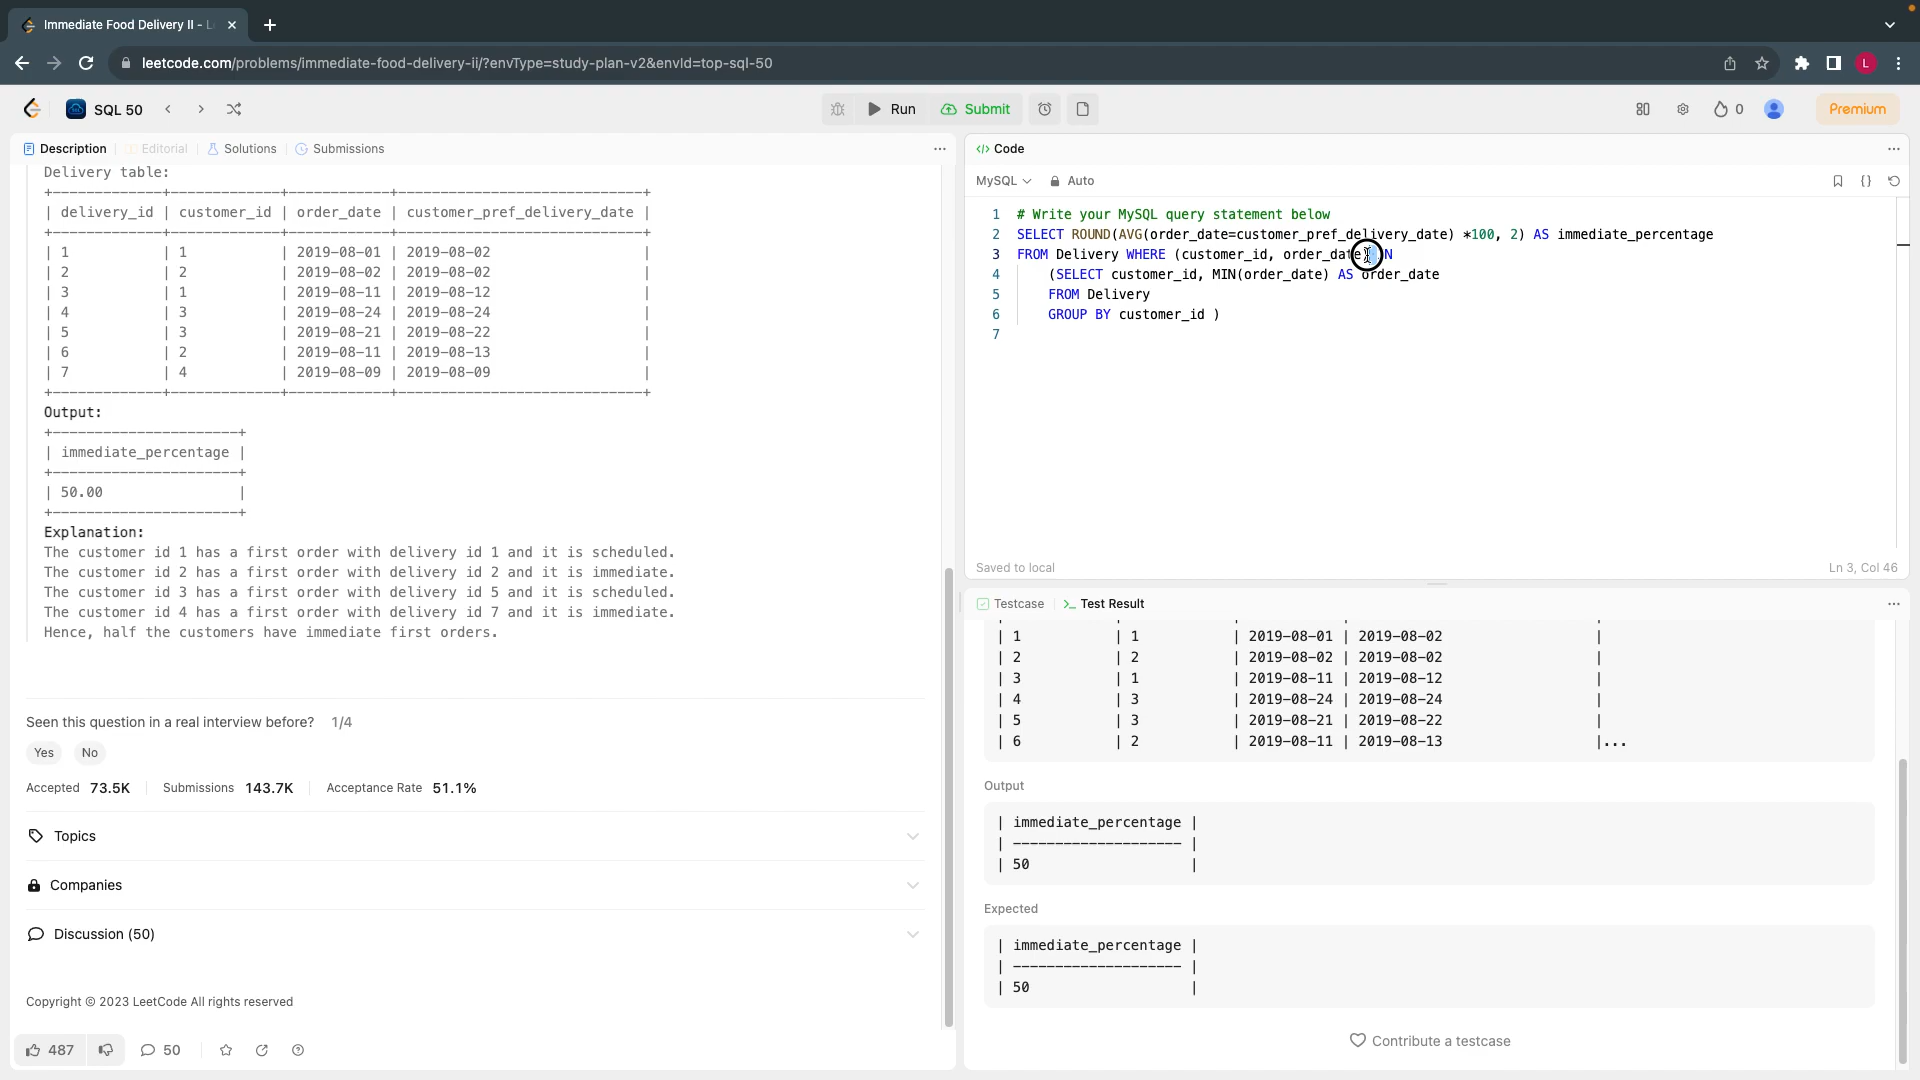 Immediate Food Delivery II - L
leetcode.com/problems/immediate-food-delivery-ii/?envType=study-plan-v2&envId=top-sql-50
L
SQL 50
Run
Submit
0
Premium
Description
Editorial
Solutions
Submissions
Delivery table:
+-------------+-------------+------------+-----------------------------+
| delivery_id | customer_id | order_date | customer_pref_delivery_date |
+-------------+-------------+------------+-----------------------------+
| 1 | 1 | 2019-08-01 | 2019-08-02 |
| 2 | 2 | 2019-08-02 | 2019-08-02 |
| 3 | 1 | 2019-08-11 | 2019-08-12 |
| 4 | 3 | 2019-08-24 | 2019-08-24 |
| 5 | 3 | 2019-08-21 | 2019-08-22 |
| 6 | 2 | 2019-08-11 | 2019-08-13 |
| 7 | 4 | 2019-08-09 | 2019-08-09 |
+-------------+-------------+------------+-----------------------------+
Output:
+----------------------+
| immediate_percentage |
+----------------------+
| 50.00 |
+----------------------+
Explanation:
The customer id 1 has a first order with delivery id 1 and it is scheduled.
The customer id 2 has a first order with delivery id 2 and it is immediate.
The customer id 3 has a first order with delivery id 5 and it is scheduled.
The customer id 4 has a first order with delivery id 7 and it is immediate.
Hence, half the customers have immediate first orders.
Seen this question in a real interview before? 1/4
Yes No
Accepted 73.5K Submissions 143.7K Acceptance Rate 51.1%
Topics
Companies
Discussion (50)
Copyright © 2023 LeetCode All rights reserved
487
50
</> Code
MySQL
Auto
{}
1 # Write your MySQL query statement below
2 SELECT ROUND(AVG(order_date=customer_pref_delivery_date) *100, 2) AS immediate_percentage
3 FROM Delivery WHERE (customer_id, order_date
4 (SELECT customer_id, MIN(order_date) AS order_date
5 FROM Delivery
6 GROUP BY customer_id )
7
Saved to local
Ln 3, Col 46
Testcase
>_ Test Result
| 1 | 1 | 2019-08-01 | 2019-08-02 |
| 2 | 2 | 2019-08-02 | 2019-08-02 |
| 3 | 1 | 2019-08-11 | 2019-08-12 |
| 4 | 3 | 2019-08-24 | 2019-08-24 |
| 5 | 3 | 2019-08-21 | 2019-08-22 |
| 6 | 2 | 2019-08-11 | 2019-08-13 |...
Output
| immediate_percentage |
| -------------------- |
| 50 |
Expected
| immediate_percentage |
| -------------------- |
| 50 |
Contribute a testcase